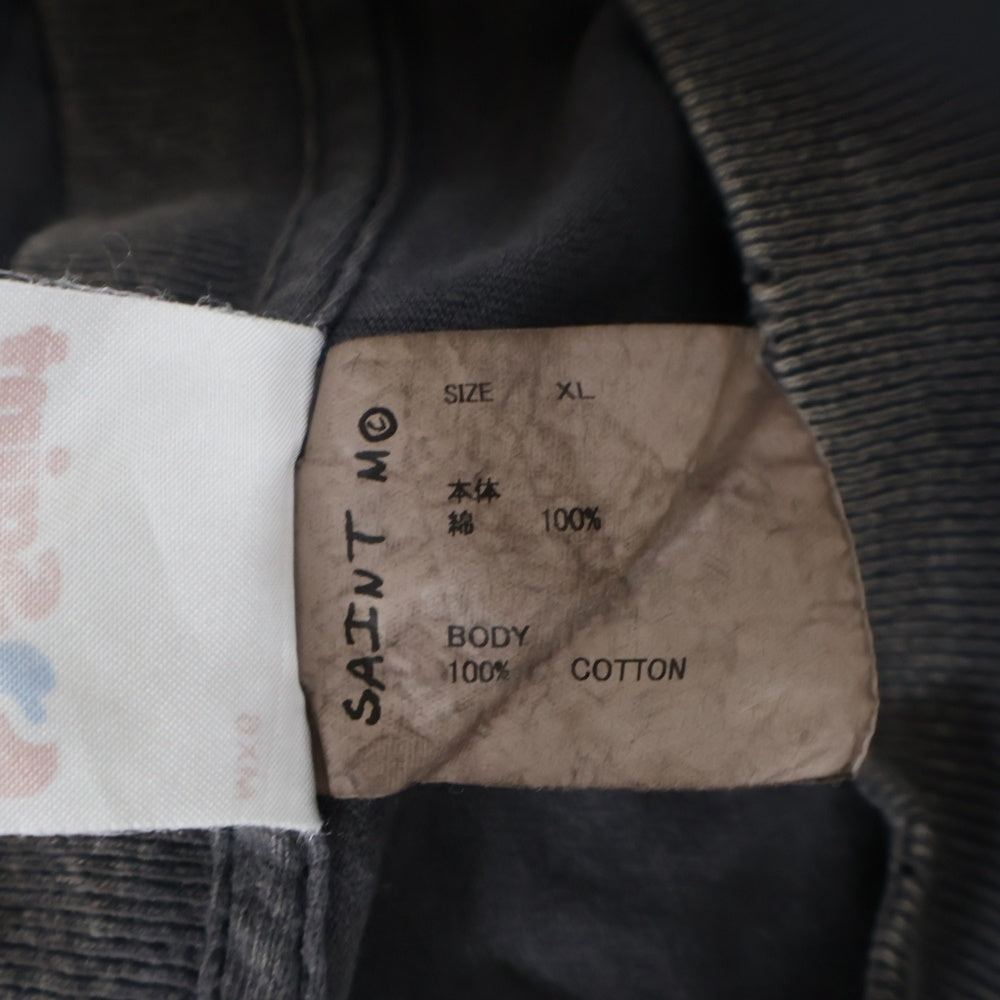 SAINT M©
SIZE XL
本体
綿 100%
BODY
100% COTTON